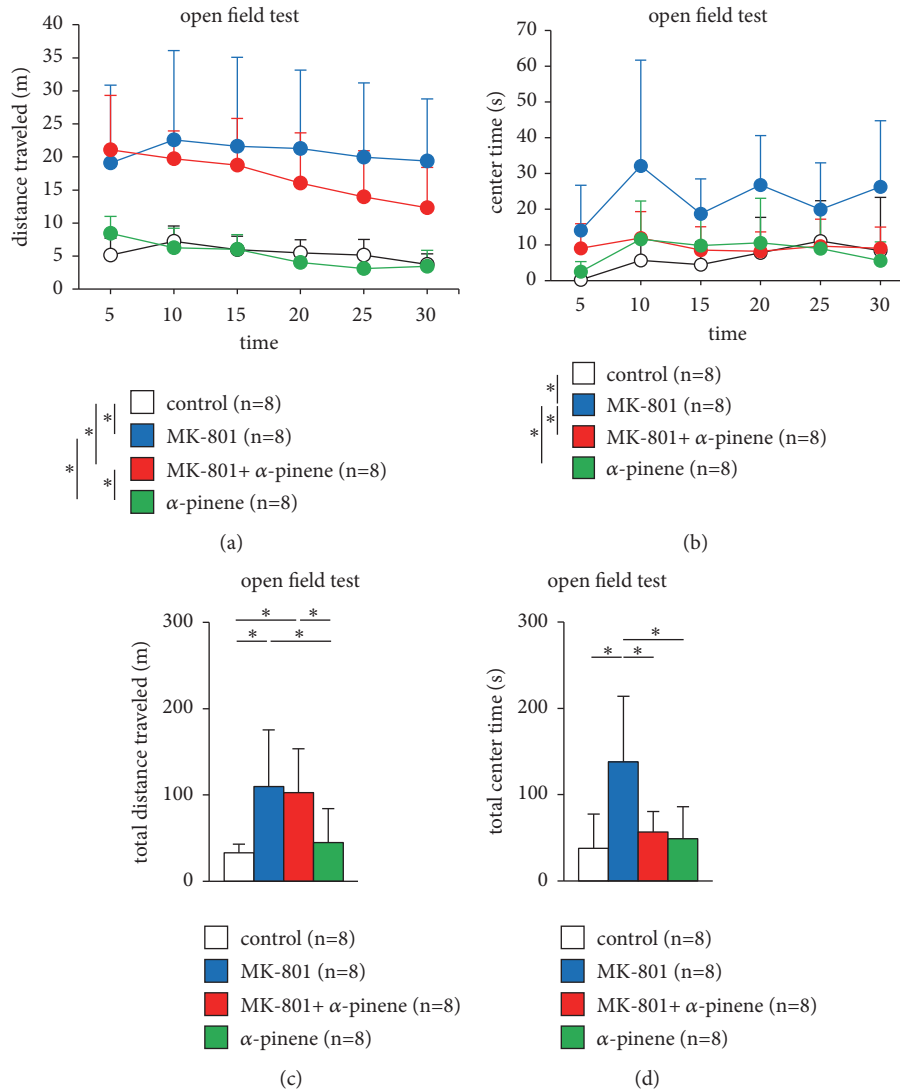 open field test
distance traveled (m)
40
35
30
25
20
15
10
5
0
5 10 15 20 25 30
time
* * * *
control (n=8)
MK-801 (n=8)
MK-801+ α-pinene (n=8)
α-pinene (n=8)
(a)
open field test
center time (s)
70
60
50
40
30
20
10
0
5 10 15 20 25 30
time
* * *
control (n=8)
MK-801 (n=8)
MK-801+ α-pinene (n=8)
α-pinene (n=8)
(b)
open field test
total distance traveled (m)
300
200
100
0
* *
* *
control (n=8)
MK-801 (n=8)
MK-801+ α-pinene (n=8)
α-pinene (n=8)
(c)
open field test
total center time (s)
300
200
100
0
*
* *
control (n=8)
MK-801 (n=8)
MK-801+ α-pinene (n=8)
α-pinene (n=8)
(d)